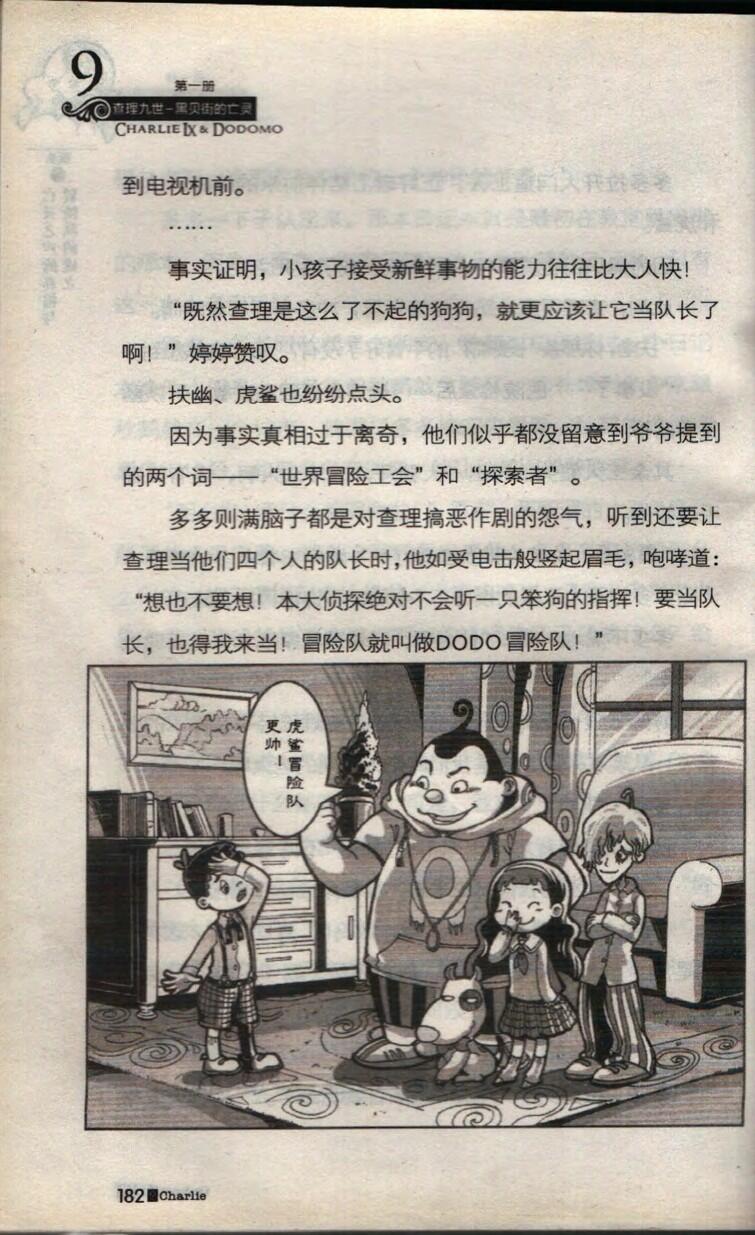 9
第一册
查理九世-黑贝街的亡灵
CHARLIE IX & DODOMO
到电视机前。
……
事实证明，小孩子接受新鲜事物的能力往往比大人快！
“既然查理是这么了不起的狗狗，就更应该让它当队长了
啊！”婷婷赞叹。
扶幽、虎鲨也纷纷点头。
因为事实真相过于离奇，他们似乎都没留意到爷爷提到
的两个词——“世界冒险工会”和“探索者”。
多多则满脑子都是对查理搞恶作剧的怨气，听到还要让
查理当他们四个人的队长时，他如受电击般竖起眉毛，咆哮道：
“想也不要想！本大侦探绝对不会听一只笨狗的指挥！要当队
长，也得我来当！冒险队就叫做DODO冒险队！”
虎鲨冒险队
更帅！
182 Charlie